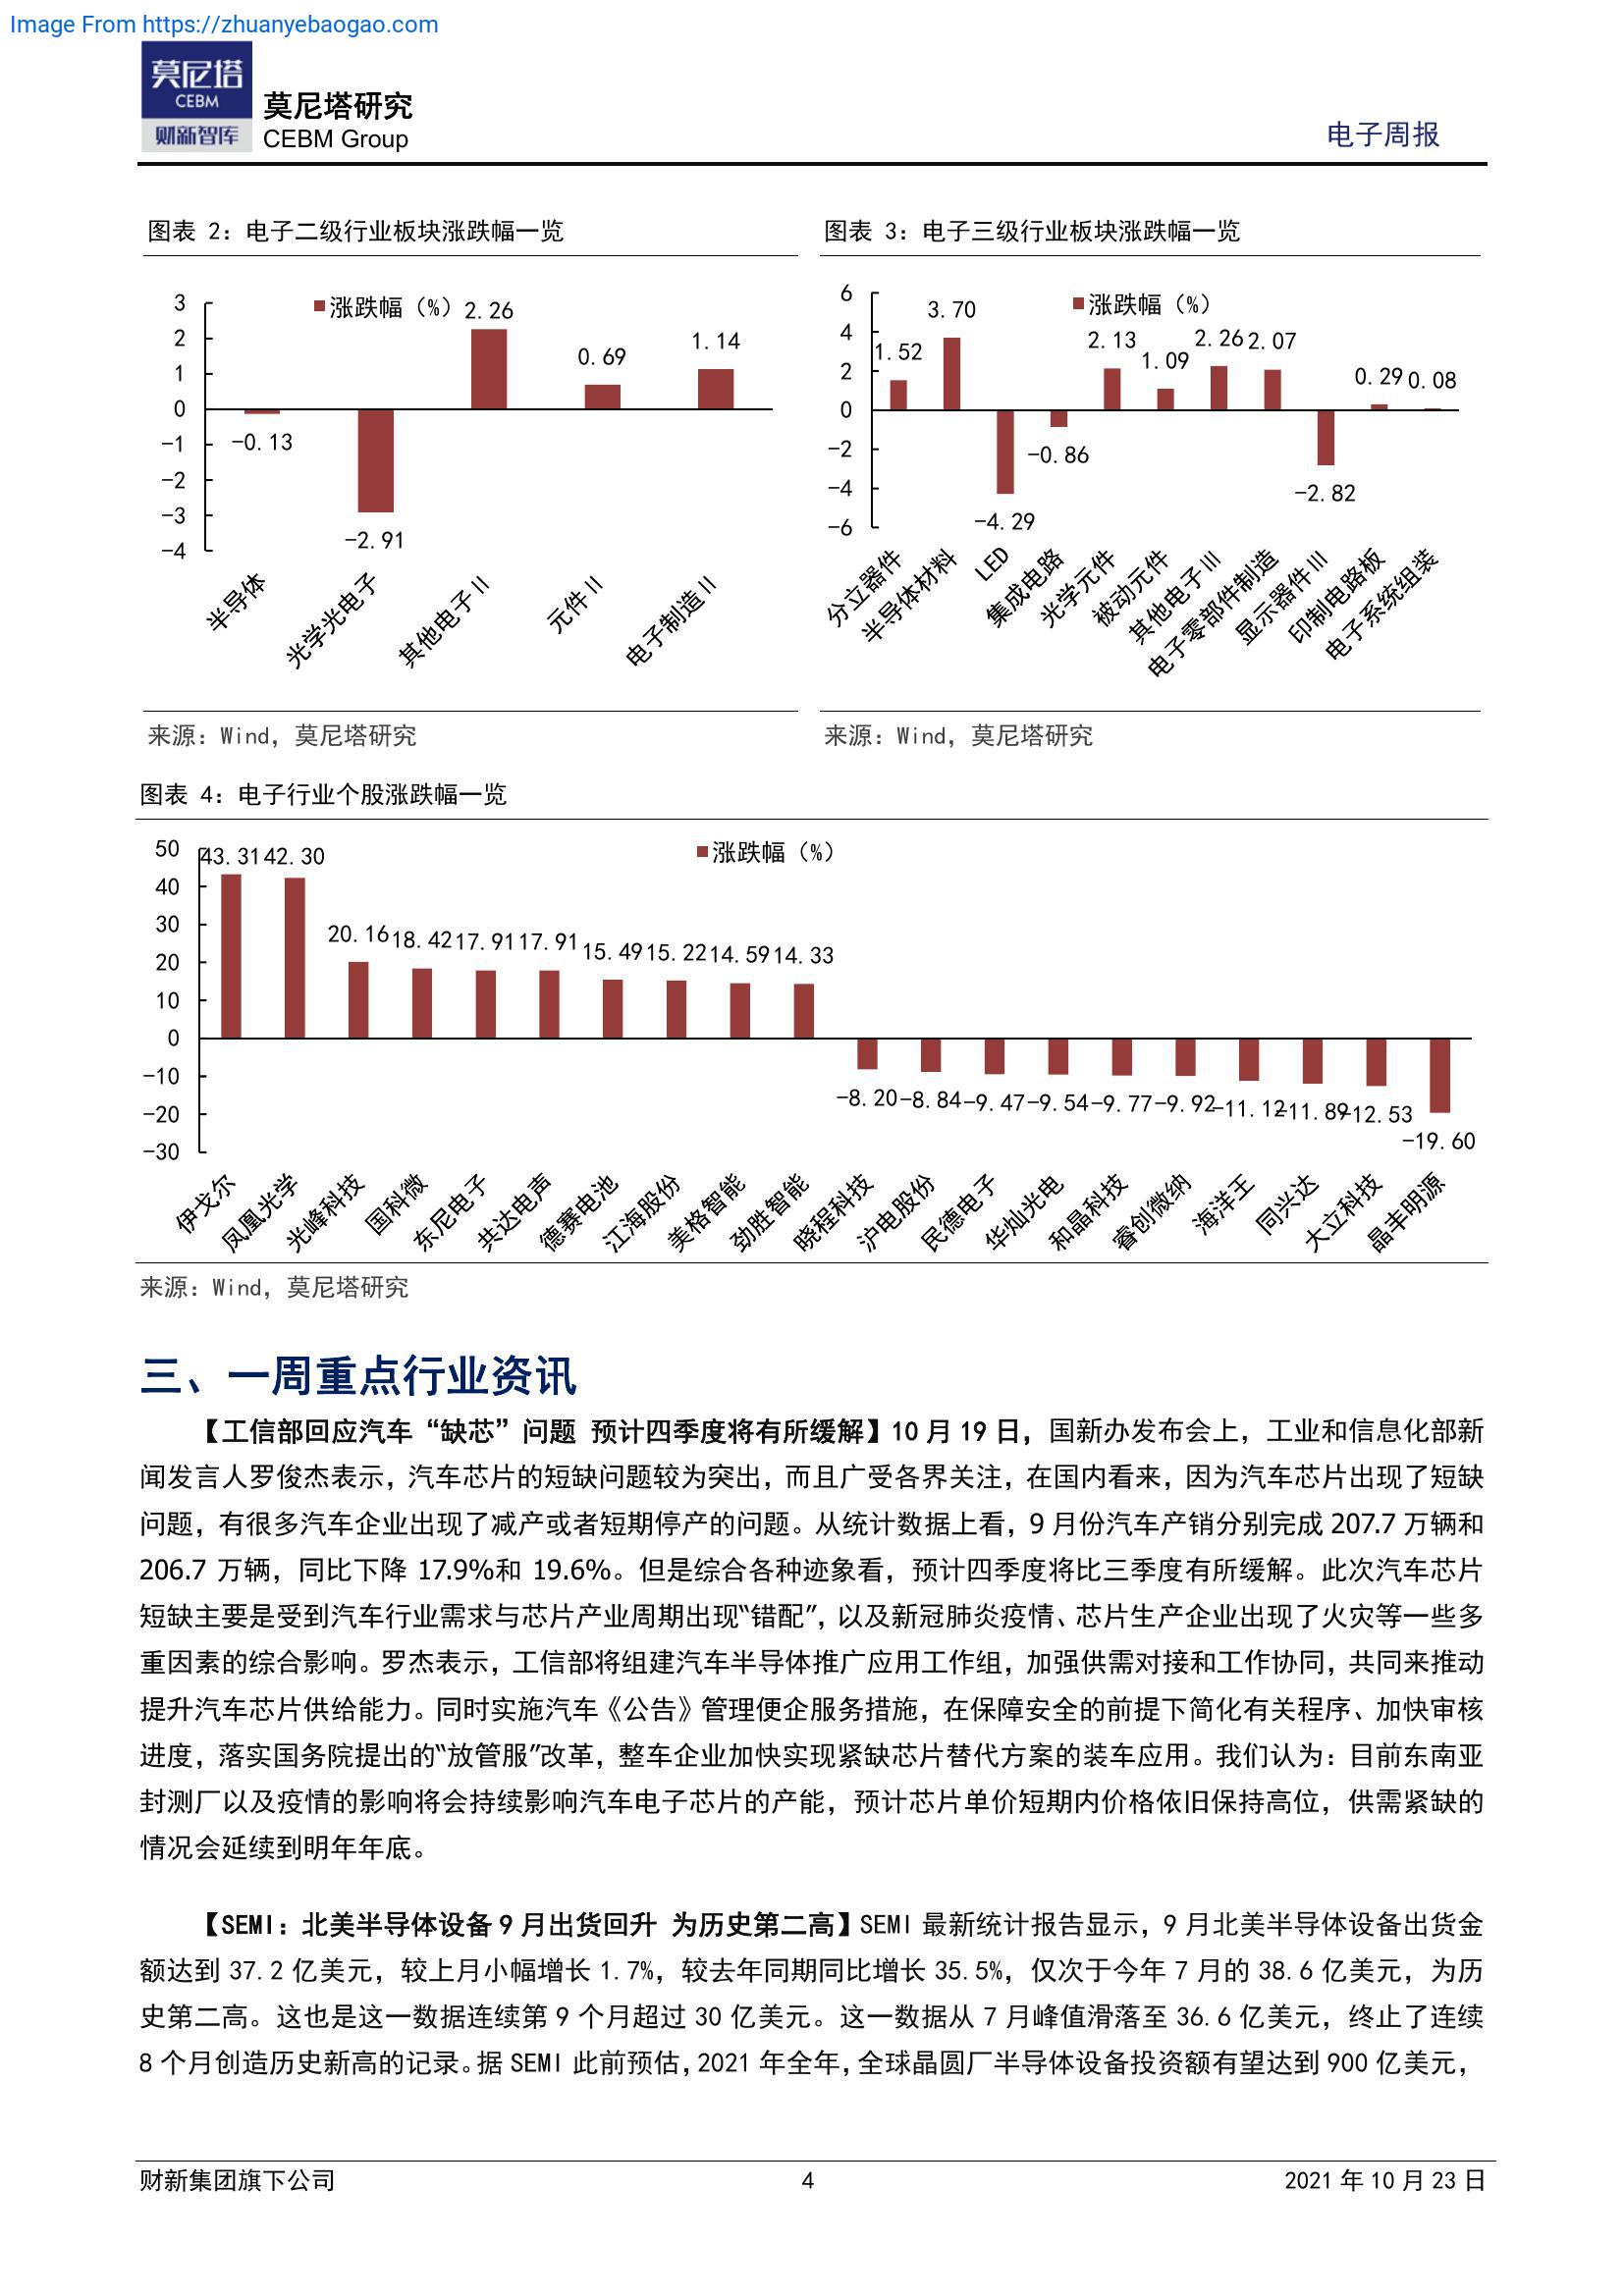 Image From https://zhuanyebaogao.com
莫尼塔
CEBM
财新智库
莫尼塔研究
CEBM Group
电子周报
图表 2：电子二级行业板块涨跌幅一览
涨跌幅（%）
3
2
1
0
-1
-2
-3
-4
-0.13
-2.91
2.26
0.69
1.14
半导体
光学光电子
其他电子Ⅱ
元件Ⅱ
电子制造Ⅱ
来源：Wind，莫尼塔研究
图表 3：电子三级行业板块涨跌幅一览
涨跌幅（%）
6
4
2
0
-2
-4
-6
1.52
3.70
-4.29
-0.86
2.13
1.09
2.26
2.07
-2.82
0.29
0.08
分立器件
半导体材料
LED
集成电路
光学元件
被动元件
其他电子Ⅲ
电子零部件制造
显示器件Ⅲ
印制电路板
电子系统组装
来源：Wind，莫尼塔研究
图表 4：电子行业个股涨跌幅一览
涨跌幅（%）
50
40
30
20
10
0
-10
-20
-30
43.31
42.30
20.16
18.42
17.91
17.91
15.49
15.22
14.59
14.33
-8.20
-8.84
-9.47
-9.54
-9.77
-9.92
-11.12
-11.89
-12.53
-19.60
伊戈尔
凤凰光学
光峰科技
国科微
东尼电子
共达电声
德赛电池
江海股份
美格智能
劲胜智能
晓程科技
沪电股份
民德电子
华灿光电
和晶科技
睿创微纳
海洋王
同兴达
大立科技
晶丰明源
来源：Wind，莫尼塔研究
三、一周重点行业资讯
【工信部回应汽车“缺芯”问题 预计四季度将有所缓解】10 月 19 日，国新办发布会上，工业和信息化部新
闻发言人罗俊杰表示，汽车芯片的短缺问题较为突出，而且广受各界关注，在国内看来，因为汽车芯片出现了短缺
问题，有很多汽车企业出现了减产或者短期停产的问题。从统计数据上看，9 月份汽车产销分别完成 207.7 万辆和
206.7 万辆，同比下降 17.9%和 19.6%。但是综合各种迹象看，预计四季度将比三季度有所缓解。此次汽车芯片
短缺主要是受到汽车行业需求与芯片产业周期出现“错配”，以及新冠肺炎疫情、芯片生产企业出现了火灾等一些多
重因素的综合影响。罗杰表示，工信部将组建汽车半导体推广应用工作组，加强供需对接和工作协同，共同来推动
提升汽车芯片供给能力。同时实施汽车《公告》管理便企服务措施，在保障安全的前提下简化有关程序、加快审核
进度，落实国务院提出的“放管服”改革，整车企业加快实现紧缺芯片替代方案的装车应用。我们认为：目前东南亚
封测厂以及疫情的影响将会持续影响汽车电子芯片的产能，预计芯片单价短期内价格依旧保持高位，供需紧缺的
情况会延续到明年年底。
【SEMI：北美半导体设备 9 月出货回升 为历史第二高】SEMI 最新统计报告显示，9 月北美半导体设备出货金
额达到 37.2 亿美元，较上月小幅增长 1.7%，较去年同期同比增长 35.5%，仅次于今年 7 月的 38.6 亿美元，为历
史第二高。这也是这一数据连续第 9 个月超过 30 亿美元。这一数据从 7 月峰值滑落至 36.6 亿美元，终止了连续
8 个月创造历史新高的记录。据 SEMI 此前预估，2021 年全年，全球晶圆厂半导体设备投资额有望达到 900 亿美元，
财新集团旗下公司
4
2021 年 10 月 23 日